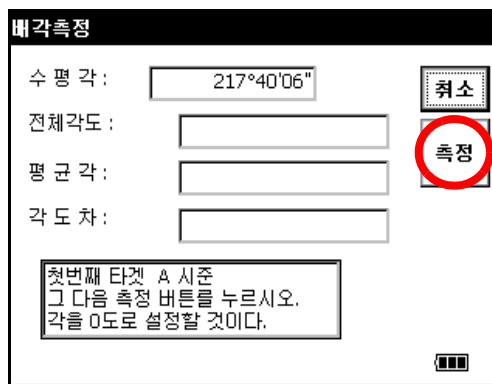 배각측정
수 평 각 : 217°40'06"
취소
전체각도 :
측정
평 균 각 :
각 도 차 :
첫번째 타겟 A 시준
그 다음 측정 버튼를 누르시오.
각을 0도로 설정할 것이다.